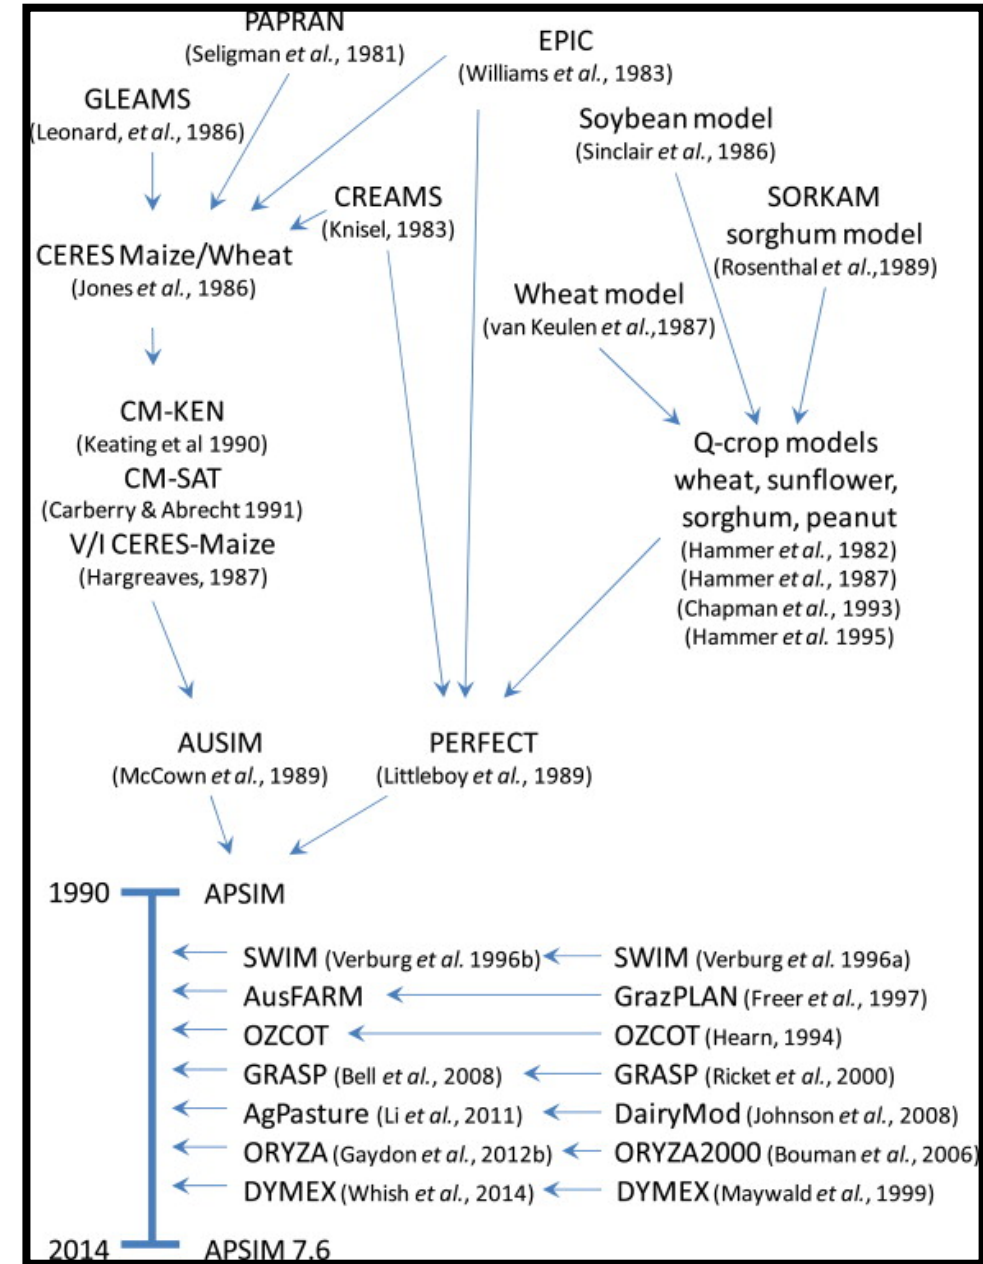 PAPRAN
(Seligman et al., 1981)
EPIC
(Williams et al., 1983)
GLEAMS
(Leonard, et al., 1986)
Soybean model
(Sinclair et al., 1986)
CREAMS
(Knisel, 1983)
SORKAM
sorghum model
(Rosenthal et al.,1989)
CERES Maize/Wheat
(Jones et al., 1986)
Wheat model
(van Keulen et al.,1987)
CM-KEN
(Keating et al 1990)
CM-SAT
(Carberry & Abrecht 1991)
V/I CERES-Maize
(Hargreaves, 1987)
Q-crop models
wheat, sunflower,
sorghum, peanut
(Hammer et al., 1982)
(Hammer et al., 1987)
(Chapman et al., 1993)
(Hammer et al. 1995)
AUSIM
(McCown et al., 1989)
PERFECT
(Littleboy et al., 1989)
1990 APSIM
SWIM (Verburg et al. 1996b) SWIM (Verburg et al. 1996a)
AusFARM GrazPLAN (Freer et al., 1997)
OZCOT OZCOT (Hearn, 1994)
GRASP (Bell et al., 2008) GRASP (Ricket et al., 2000)
AgPasture (Li et al., 2011) DairyMod (Johnson et al., 2008)
ORYZA (Gaydon et al., 2012b) ORYZA2000 (Bouman et al., 2006)
DYMEX (Whish et al., 2014) DYMEX (Maywald et al., 1999)
2014 APSIM 7.6